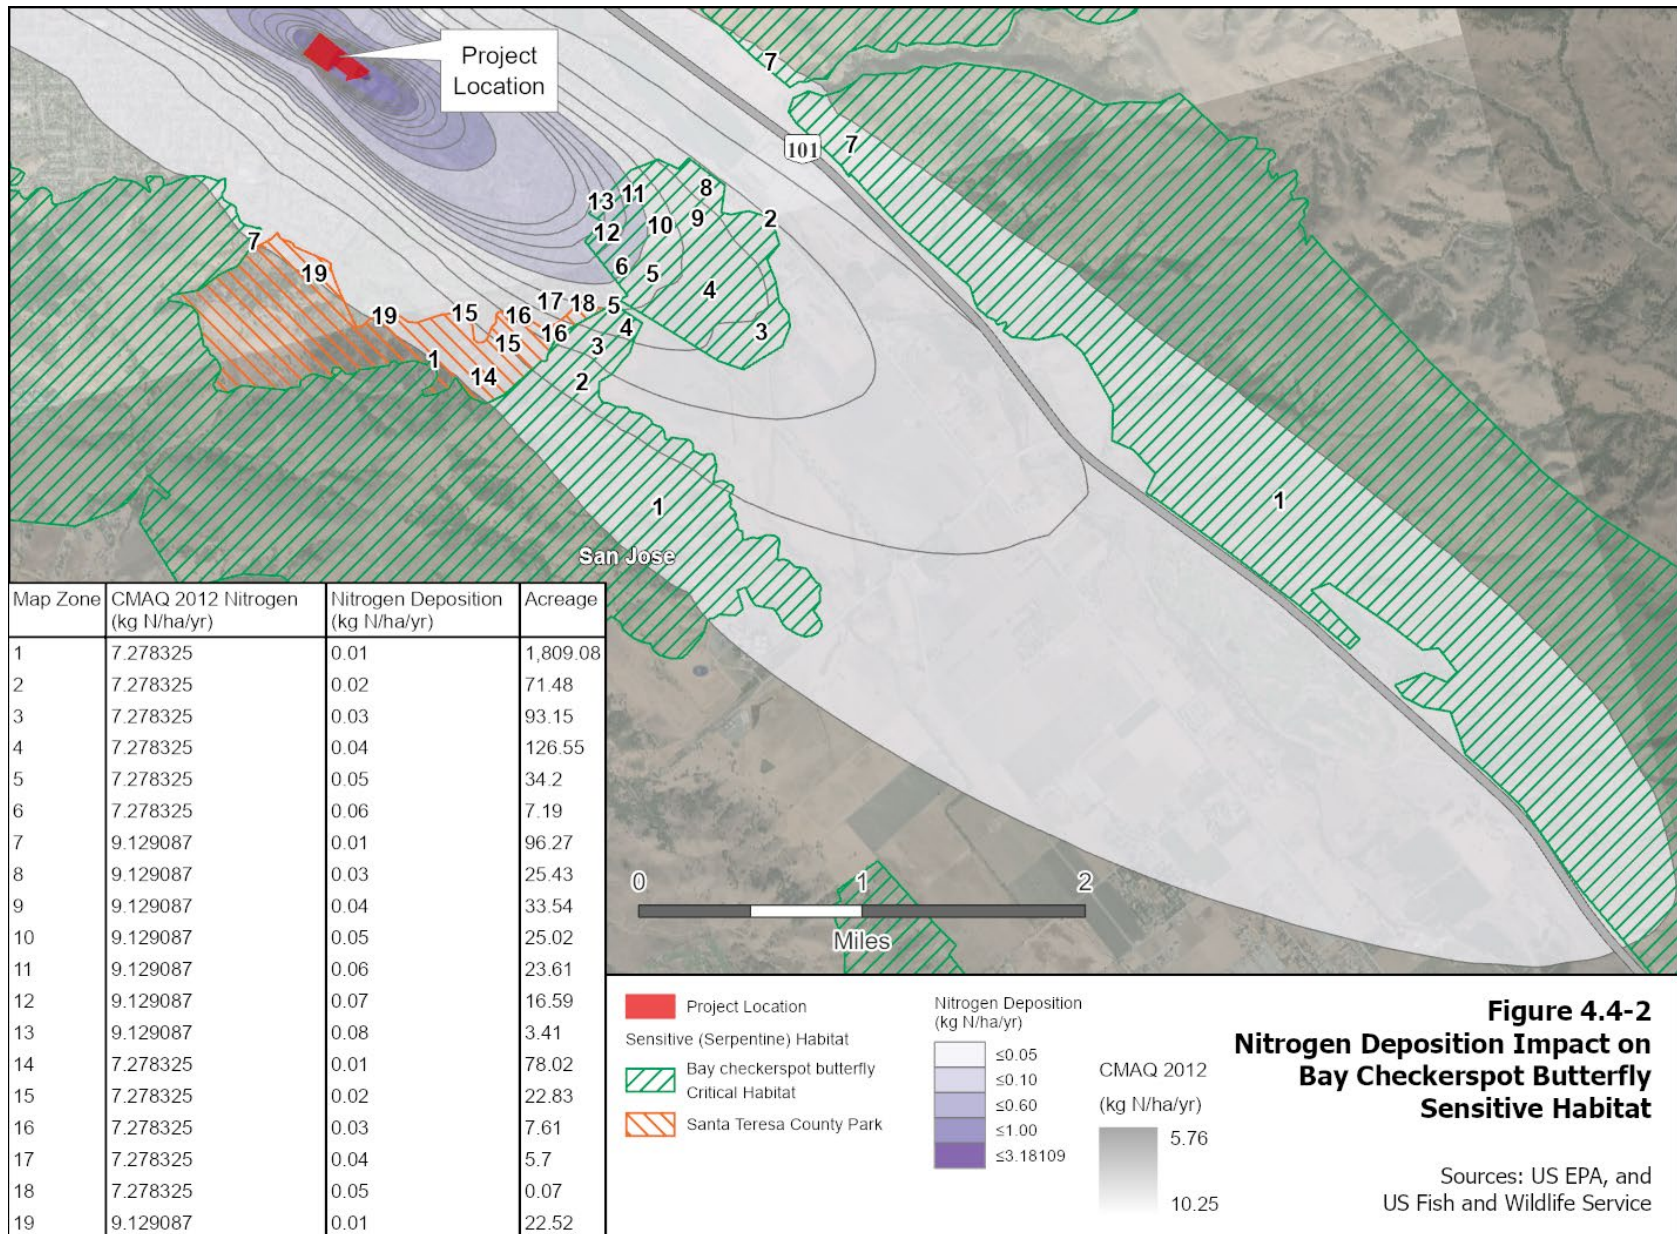 Project
Location
7
101
7
13
11
8
12
10
9
2
7
6
5
4
19
17
18
5
19
15
16
4
3
16
15
3
1
14
2
1
1
San Jose
Map Zone CMAQ 2012 Nitrogen (kg N/ha/yr) Nitrogen Deposition (kg N/ha/yr) Acreage
1 7.278325 0.01 1,809.08
2 7.278325 0.02 71.48
3 7.278325 0.03 93.15
4 7.278325 0.04 126.55
5 7.278325 0.05 34.2
6 7.278325 0.06 7.19
7 9.129087 0.01 96.27
8 9.129087 0.03 25.43
9 9.129087 0.04 33.54
10 9.129087 0.05 25.02
11 9.129087 0.06 23.61
12 9.129087 0.07 16.59
13 9.129087 0.08 3.41
14 7.278325 0.01 78.02
15 7.278325 0.02 22.83
16 7.278325 0.03 7.61
17 7.278325 0.04 5.7
18 7.278325 0.05 0.07
19 9.129087 0.01 22.52
0 1 2
Miles
Project Location
Sensitive (Serpentine) Habitat
Bay checkerspot butterfly
Critical Habitat
Santa Teresa County Park
Nitrogen Deposition
(kg N/ha/yr)
≤0.05
≤0.10
≤0.60
≤1.00
≤3.18109
CMAQ 2012
(kg N/ha/yr)
5.76
10.25
Figure 4.4-2
Nitrogen Deposition Impact on
Bay Checkerspot Butterfly
Sensitive Habitat
Sources: US EPA, and
US Fish and Wildlife Service